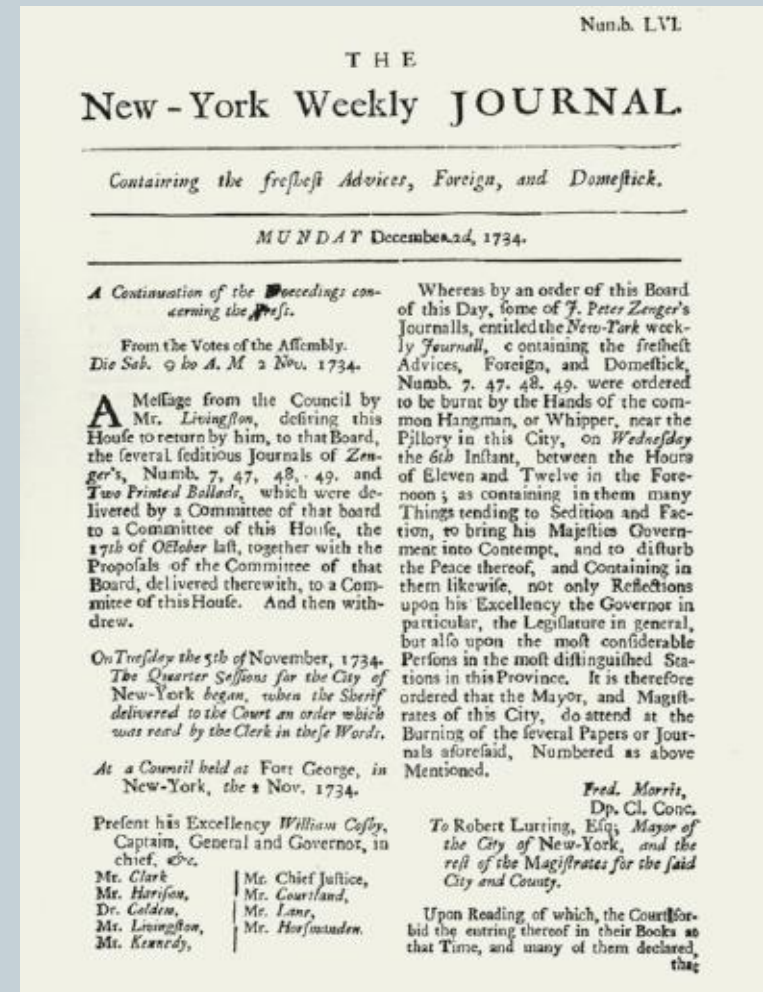 Numb. LVI.
THE
New-York Weekly JOURNAL.
Containing the freſheſt Advices, Foreign, and Domeſtick.
MUNDAY December 2d, 1734.
A Continuation of the Proceedings con-
cerning the Preſs.
From the Votes of the Aſſembly.
Die Sab. 9 ho A. M 2 Nov. 1734.
A Meſſage from the Council by
Mr. Livingſton, deſiring this
Houſe to return by him, to that Board,
the ſeveral ſeditious Journals of Zen-
ger's, Numb. 7, 47, 48, 49. and
Two Printed Ballads, which were de-
livered by a Committee of that board
to a Committee of this Houſe, the
17th of October laſt, together with the
Propoſals of the Committee of that
Board, delivered therewith, to a Com-
mitee of this Houſe. And then with-
drew.
On Tueſday the 5th of November, 1734.
The Quarter Seſſions for the City of
New-York began, when the Sherif
delivered to the Court an order which
was read by the Clerk in theſe Words.
At a Council held at Fort George, in
New-York, the 2 Nov. 1734.
Preſent his Excellency William Coſby,
Captain, General and Governor, in
chief, &c.
Mr. Clark
Mr. Hariſon,
Dr. Colden,
Mr. Livingſton,
Mr. Kennedy,
Mr. Chief Juſtice,
Mr. Courtland,
Mr. Lane,
Mr. Horſmanden.
Whereas by an order of this Board
of this Day, ſome of J. Peter Zenger's
Journalls, entitled the New-York week-
ly Journall, containing the freſheſt
Advices, Foreign, and Domeſtick,
Numb. 7. 47. 48. 49. were ordered
to be burnt by the Hands of the com-
mon Hangman, or Whipper, near the
Pillory in this City, on Wedneſday
the 6th Inſtant, between the Hours
of Eleven and Twelve in the Fore-
noon; as containing in them many
Things tending to Sedition and Fac-
tion, to bring his Majeſties Govern-
ment into Contempt, and to diſturb
the Peace thereof, and Containing in
them likewiſe, not only Reflections
upon his Excellency the Governor in
particular, the Legiſlature in general,
but alſo upon the moſt conſiderable
Perſons in the moſt diſtinguiſhed Sta-
tions in this Province. It is therefore
ordered that the Mayor, and Magiſt-
rates of this City, do attend at the
Burning of the ſeveral Papers or Jour-
nals aforeſaid, Numbered as above
Mentioned.
Fred. Morris,
Dp. Cl. Conc.
To Robert Lurting, Eſq; Mayor of
the City of New-York, and the
reſt of the Magiſtrates for the ſaid
City and County.
Upon Reading of which, the Court for-
bid the entring thereof in their Books at
that Time, and many of them declared,
that